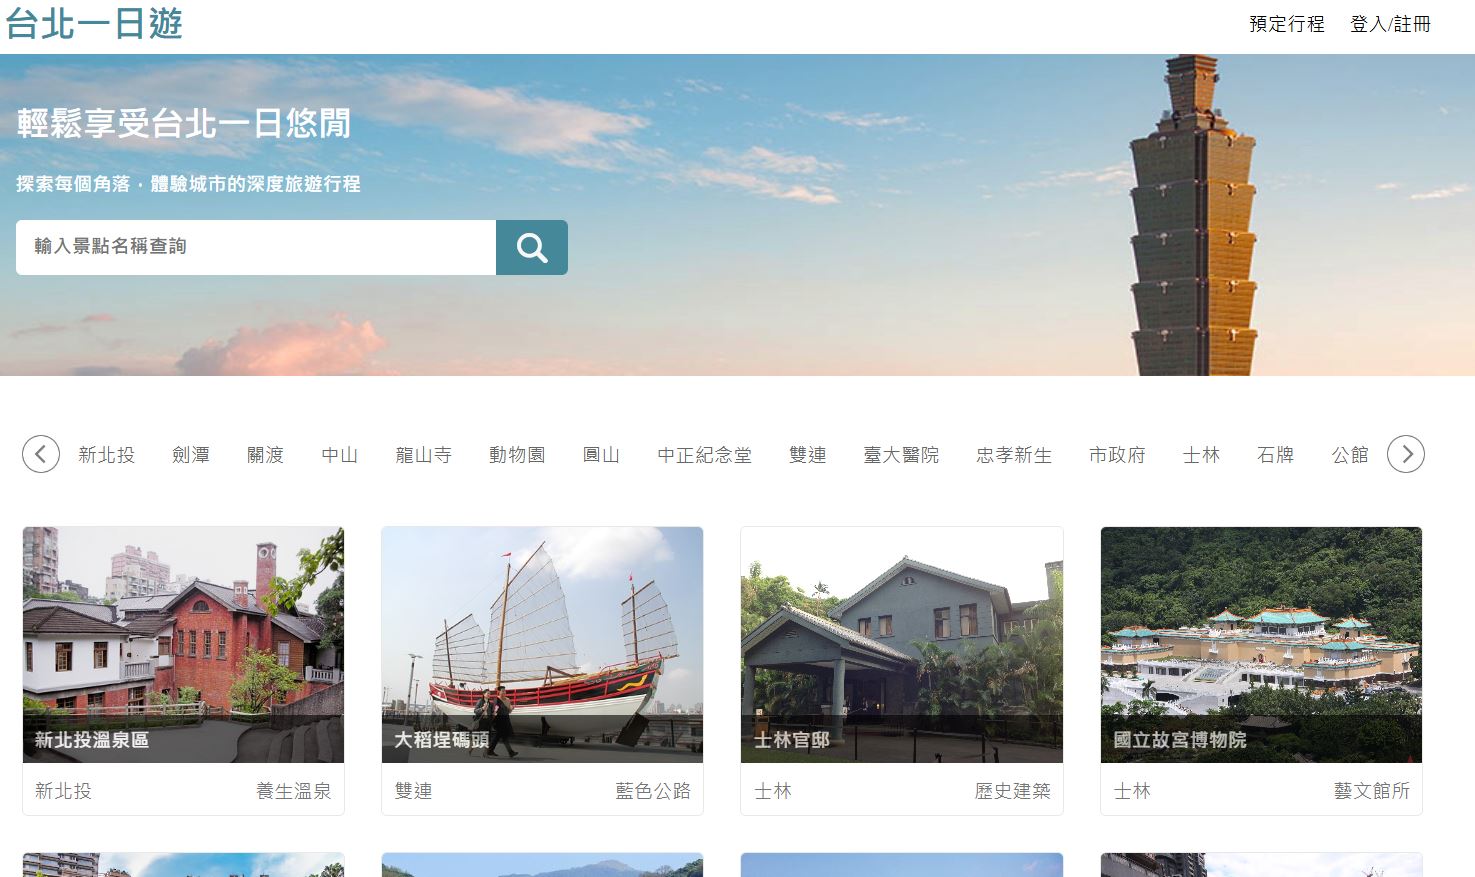 台北一日遊
預定行程 登入/註冊
輕鬆享受台北一日悠閒
探索每個角落，體驗城市的深度旅遊行程
輸入景點名稱查詢
新北投 劍潭 關渡 中山 龍山寺 動物園 圓山 中正紀念堂 雙連 臺大醫院 忠孝新生 市政府 士林 石牌 公館
新北投溫泉區
新北投 養生溫泉
大稻埕碼頭
雙連 藍色公路
士林官邸
士林 歷史建築
國立故宮博物院
士林 藝文館所